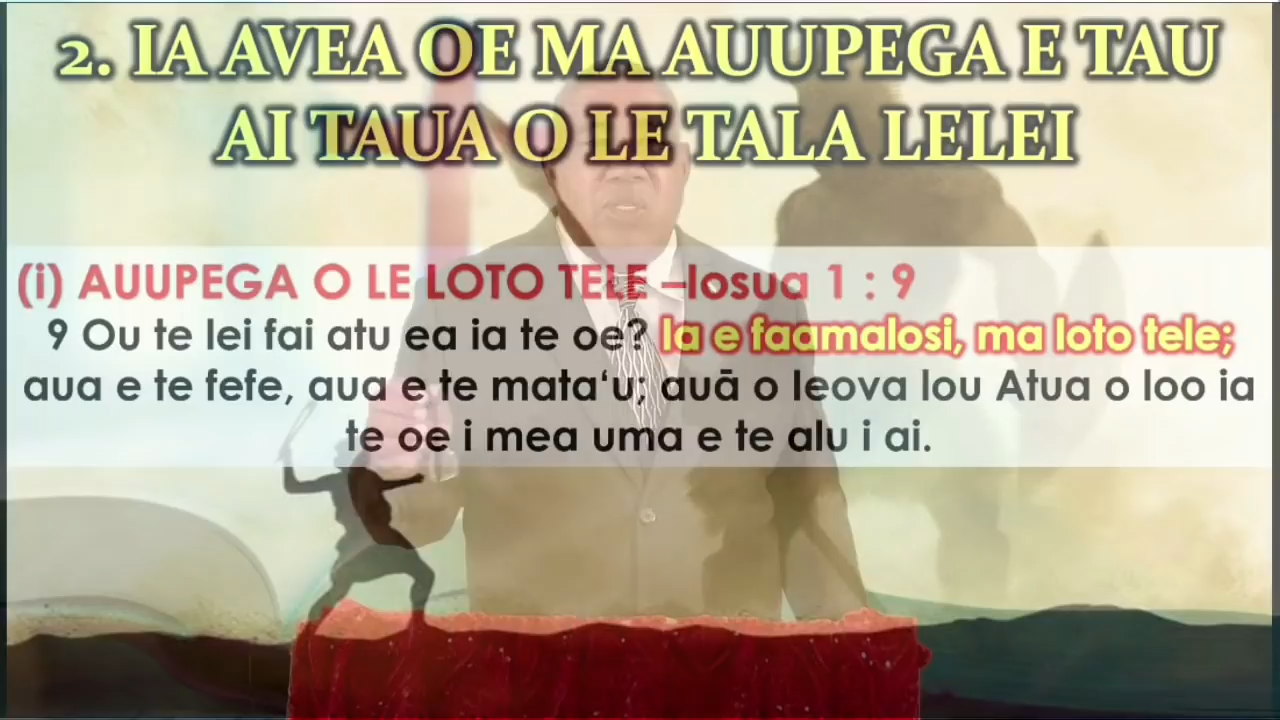 2. IA AVEA OE MA AUUPEGA E TAU
AI TAUA O LE TALA LELEI
(i) AUUPEGA O LE LOTO TELE –Iosua 1 : 9
9 Ou te lei fai atu ea ia te oe? Ia e faamalosi, ma loto tele;
aua e te fefe, aua e te mata‘u; auā o Ieova lou Atua o loo ia
te oe i mea uma e te alu i ai.